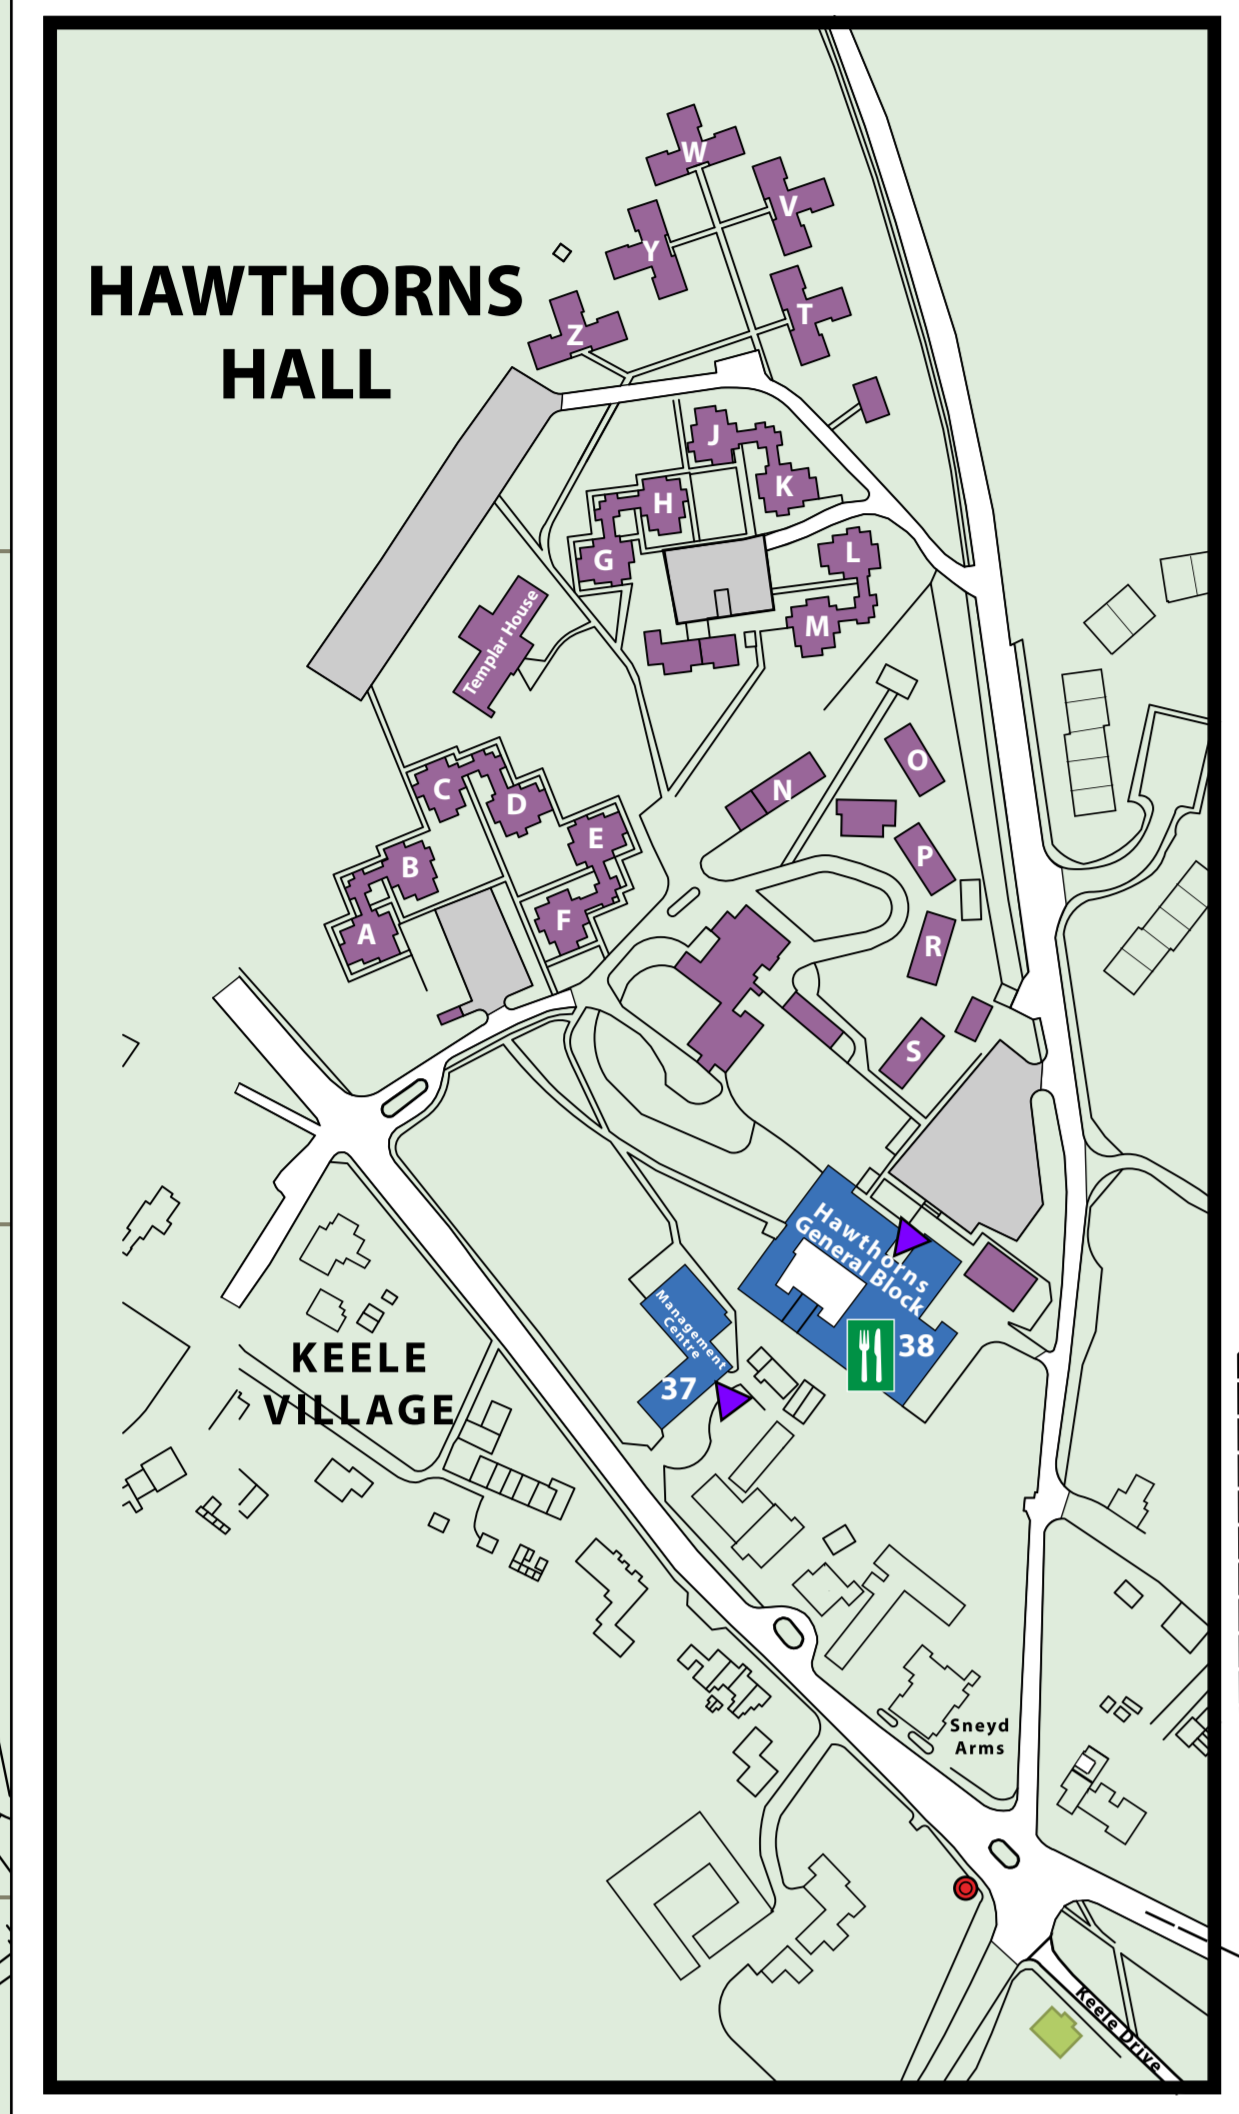 W
V
Y
HAWTHORNS
HALL
T
Z
J
K
H
G
L
M
Templar House
O
N
C
D
P
E
B
F
A
R
S
Hawthorns
General Block
38
Management
Centre
37
KEELE
VILLAGE
Sneyd
Arms
Keele Drive